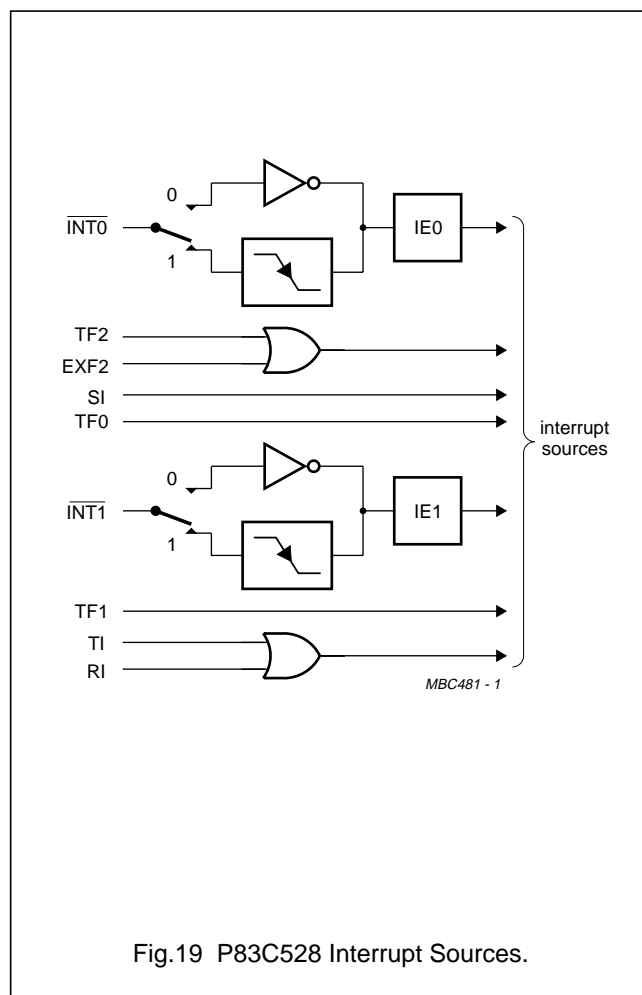 0
INT0
1
IE0
TF2
EXF2
SI
TF0
interrupt
sources
0
INT1
1
IE1
TF1
TI
RI
MBC481 - 1
Fig.19 P83C528 Interrupt Sources.